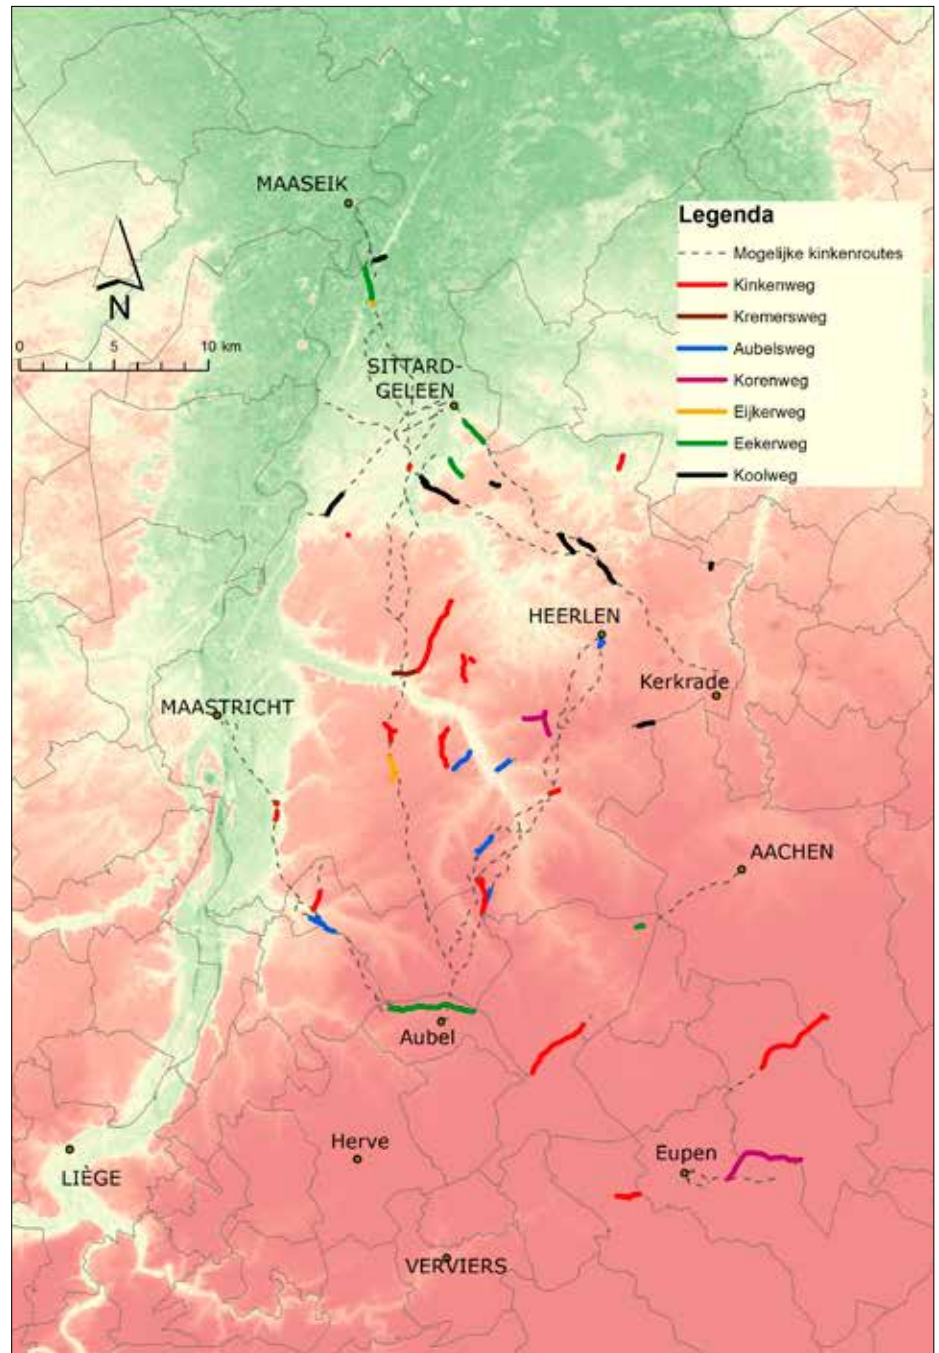 MAASEIK
Legenda
Mogelijke kinkenroutes
Kinkenweg
Kremersweg
Aubelsweg
Korenweg
Eijkerweg
Eekerweg
Koolweg
N
0 5 10 km
SITTARD-
GELEEN
HEERLEN
Kerkrade
MAASTRICHT
AACHEN
Aubel
Herve
Eupen
LIÈGE
VERVIERS